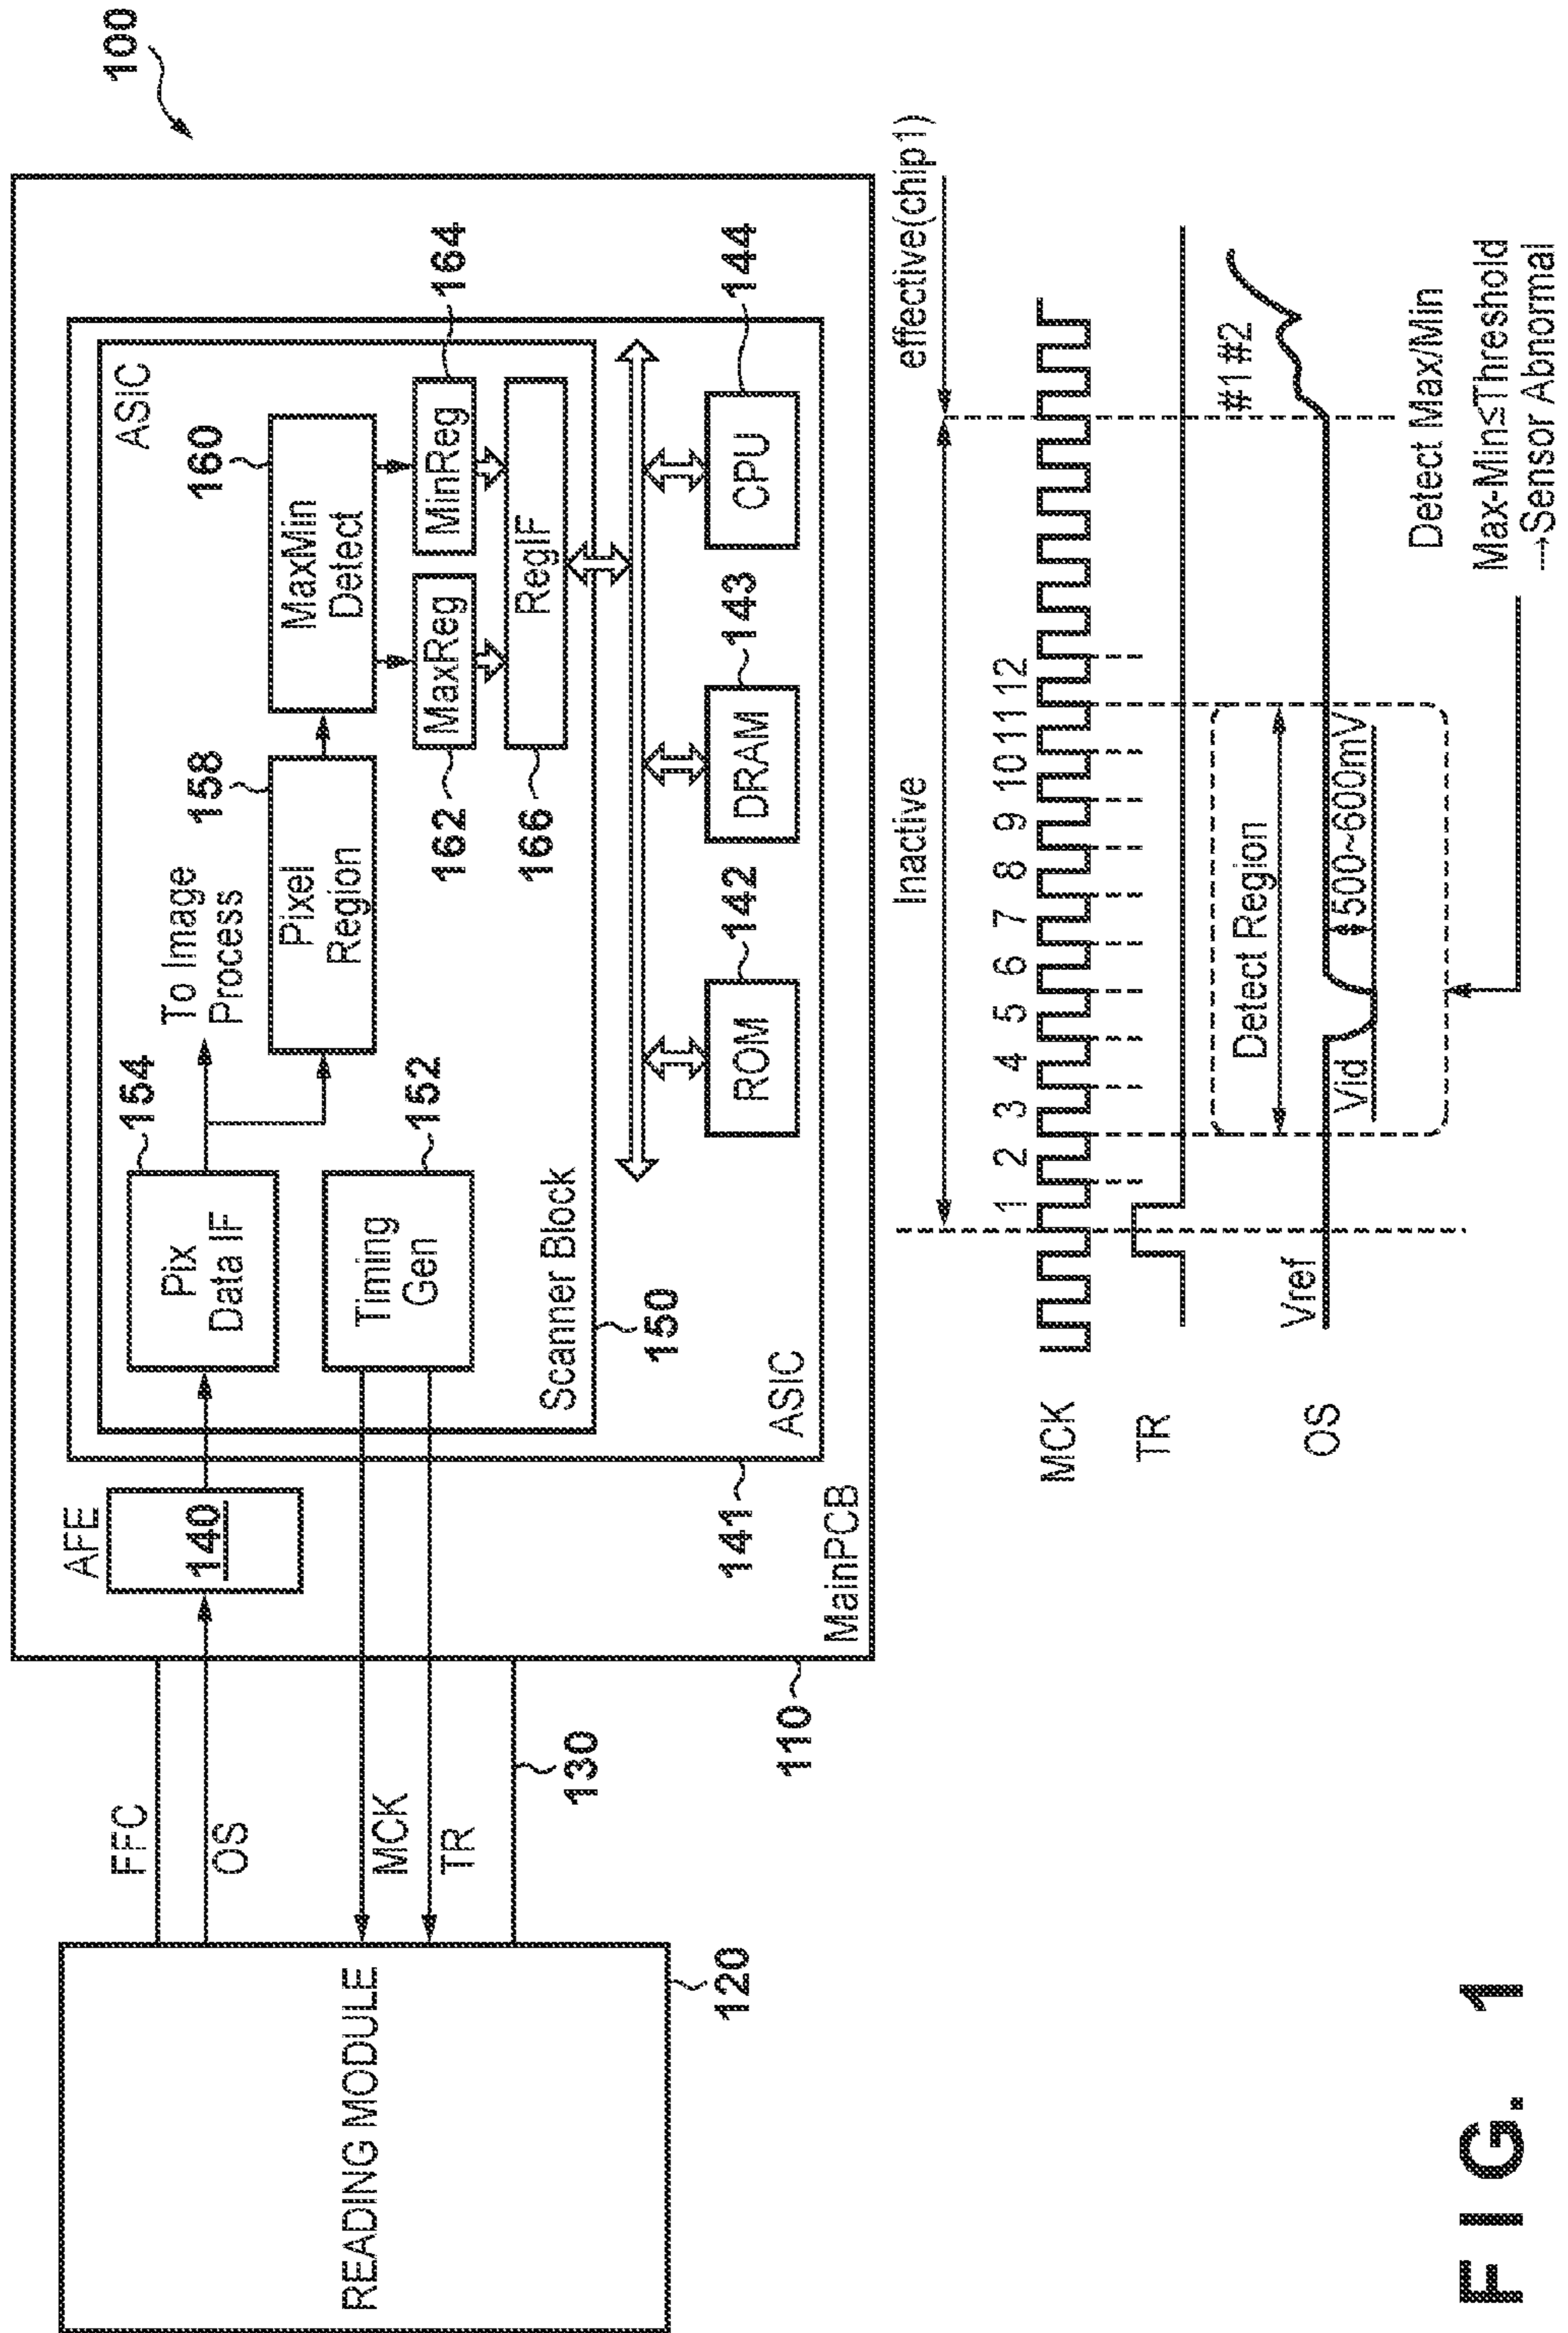 100
READING MODULE
120
FFC
OS
MCK
TR
130
110
MainPCB
AFE
140
141
ASIC
ASIC
Scanner Block
150
Pix
Data IF
154
Timing
Gen
152
To Image
Process
Pixel
Region
158
MaxMin
Detect
160
MaxReg
162
MinReg
164
RegIF
166
ROM
142
DRAM
143
CPU
144
Inactive
effective(chip1)
MCK
1 2 3 4 5 6 7 8 9 10 11 12
TR
Detect Region
OS
Vref
Vid
500~600mV
#1 #2
Detect Max/Min
Max-Min≤Threshold
→Sensor Abnormal
FIG. 1